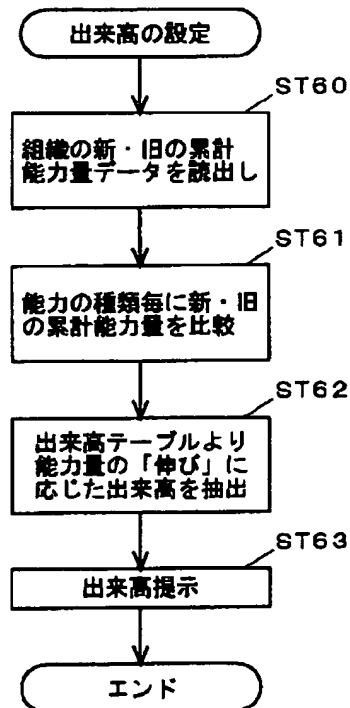 出来高の設定
ST60
組織の新・旧の累計
能力量データを読出し
ST61
能力の種類毎に新・旧
の累計能力量を比較
ST62
出来高テーブルより
能力量の「伸び」に
応じた出来高を抽出
ST63
出来高提示
エンド